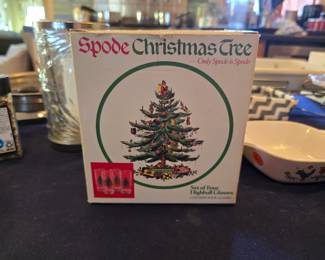 Spode Christmas Tree
Only Spode is Spode
Set of Four
Highball Glasses